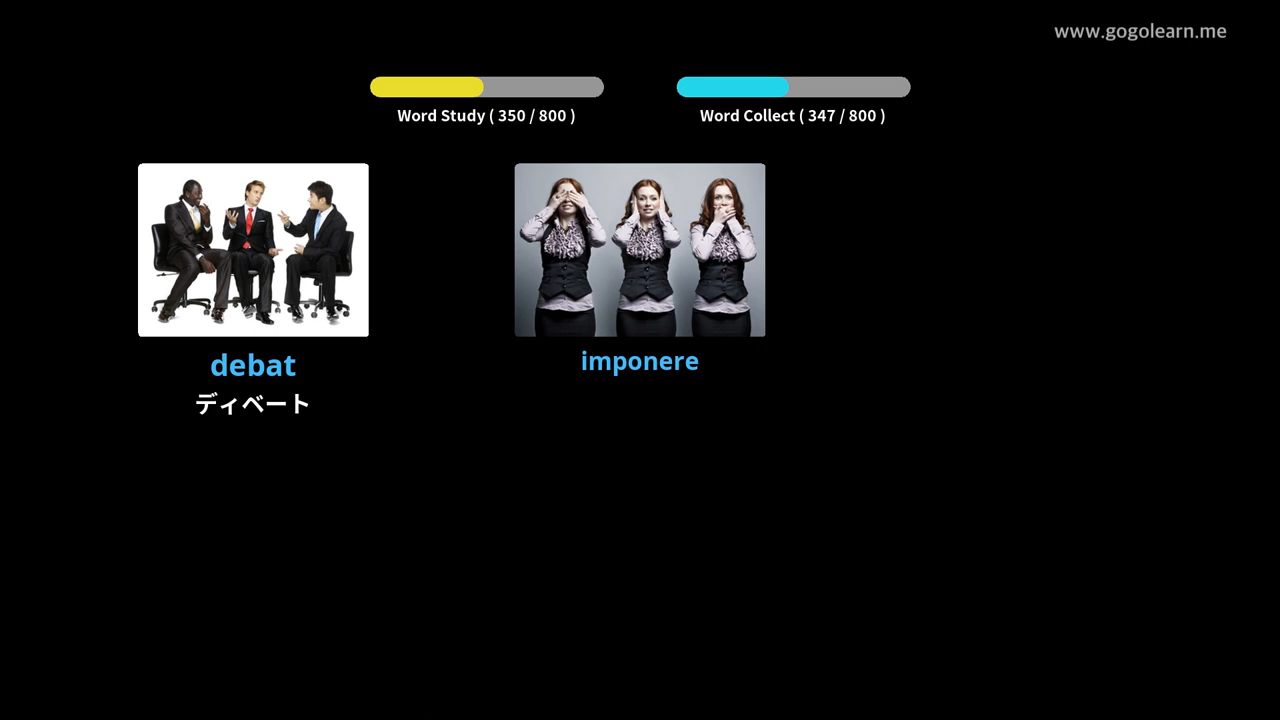 www.gogolearn.me
Word Study ( 350 / 800 )
Word Collect ( 347 / 800 )
debat
ディベート
imponere